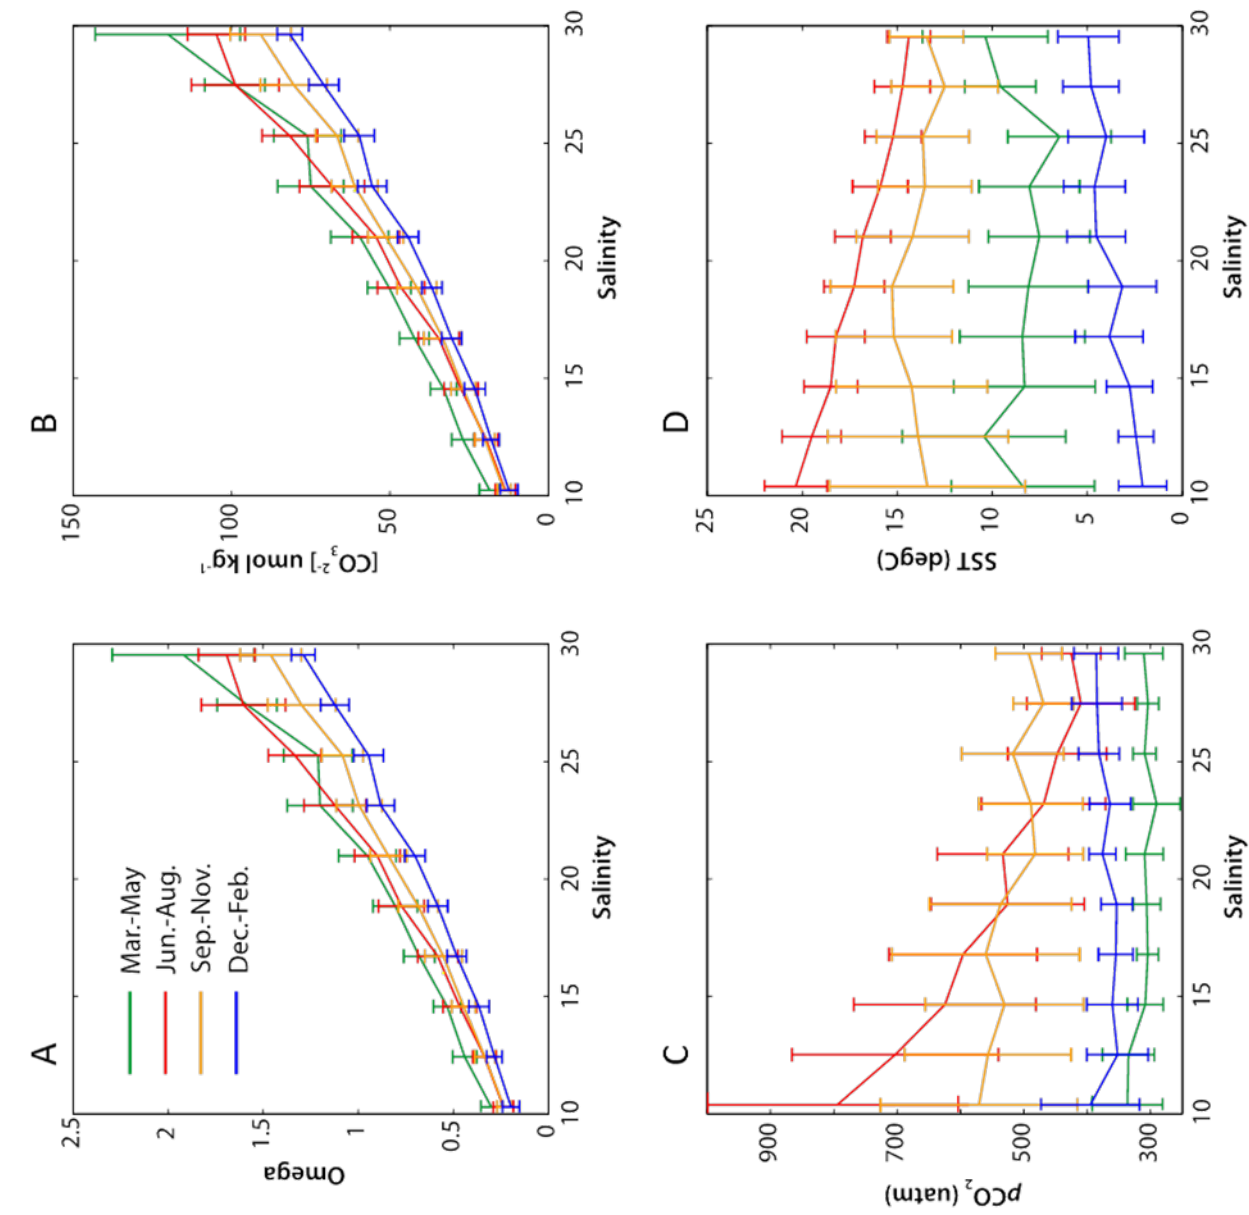 A
2.5
2
1.5
1
0.5
0
Omega
10
15
20
25
30
Salinity
Mar.-May
Jun.-Aug.
Sep.-Nov.
Dec.-Feb.
B
150
100
50
0
[CO₃²⁻] umol kg⁻¹
10
15
20
25
30
Salinity
C
900
700
500
300
pCO₂ (uatm)
10
15
20
25
30
Salinity
D
25
20
15
10
5
0
SST (degC)
10
15
20
25
30
Salinity